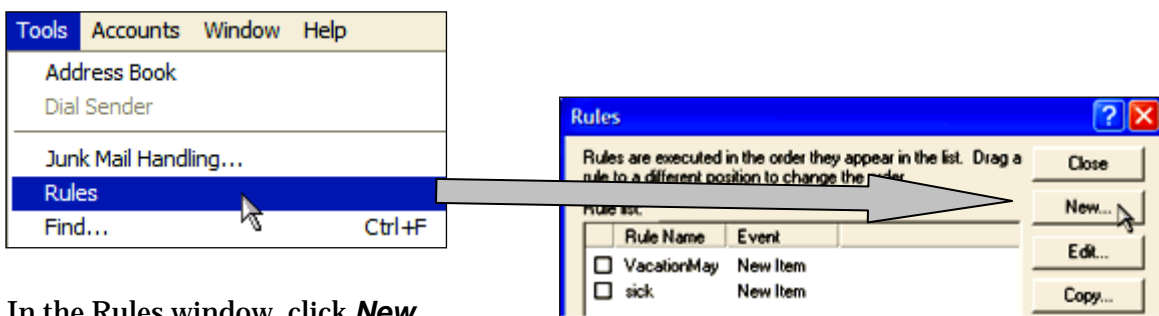 Tools Accounts Window Help
Address Book
Dial Sender
Junk Mail Handling...
Rules
Find... Ctrl+F
Rules
Rules are executed in the order they appear in the list. Drag a
rule to a different position to change the order.
Close
Rule list:
New...
Rule Name Event
Edit...
VacationMay New Item
sick New Item
Copy...
In the Rules window, click New